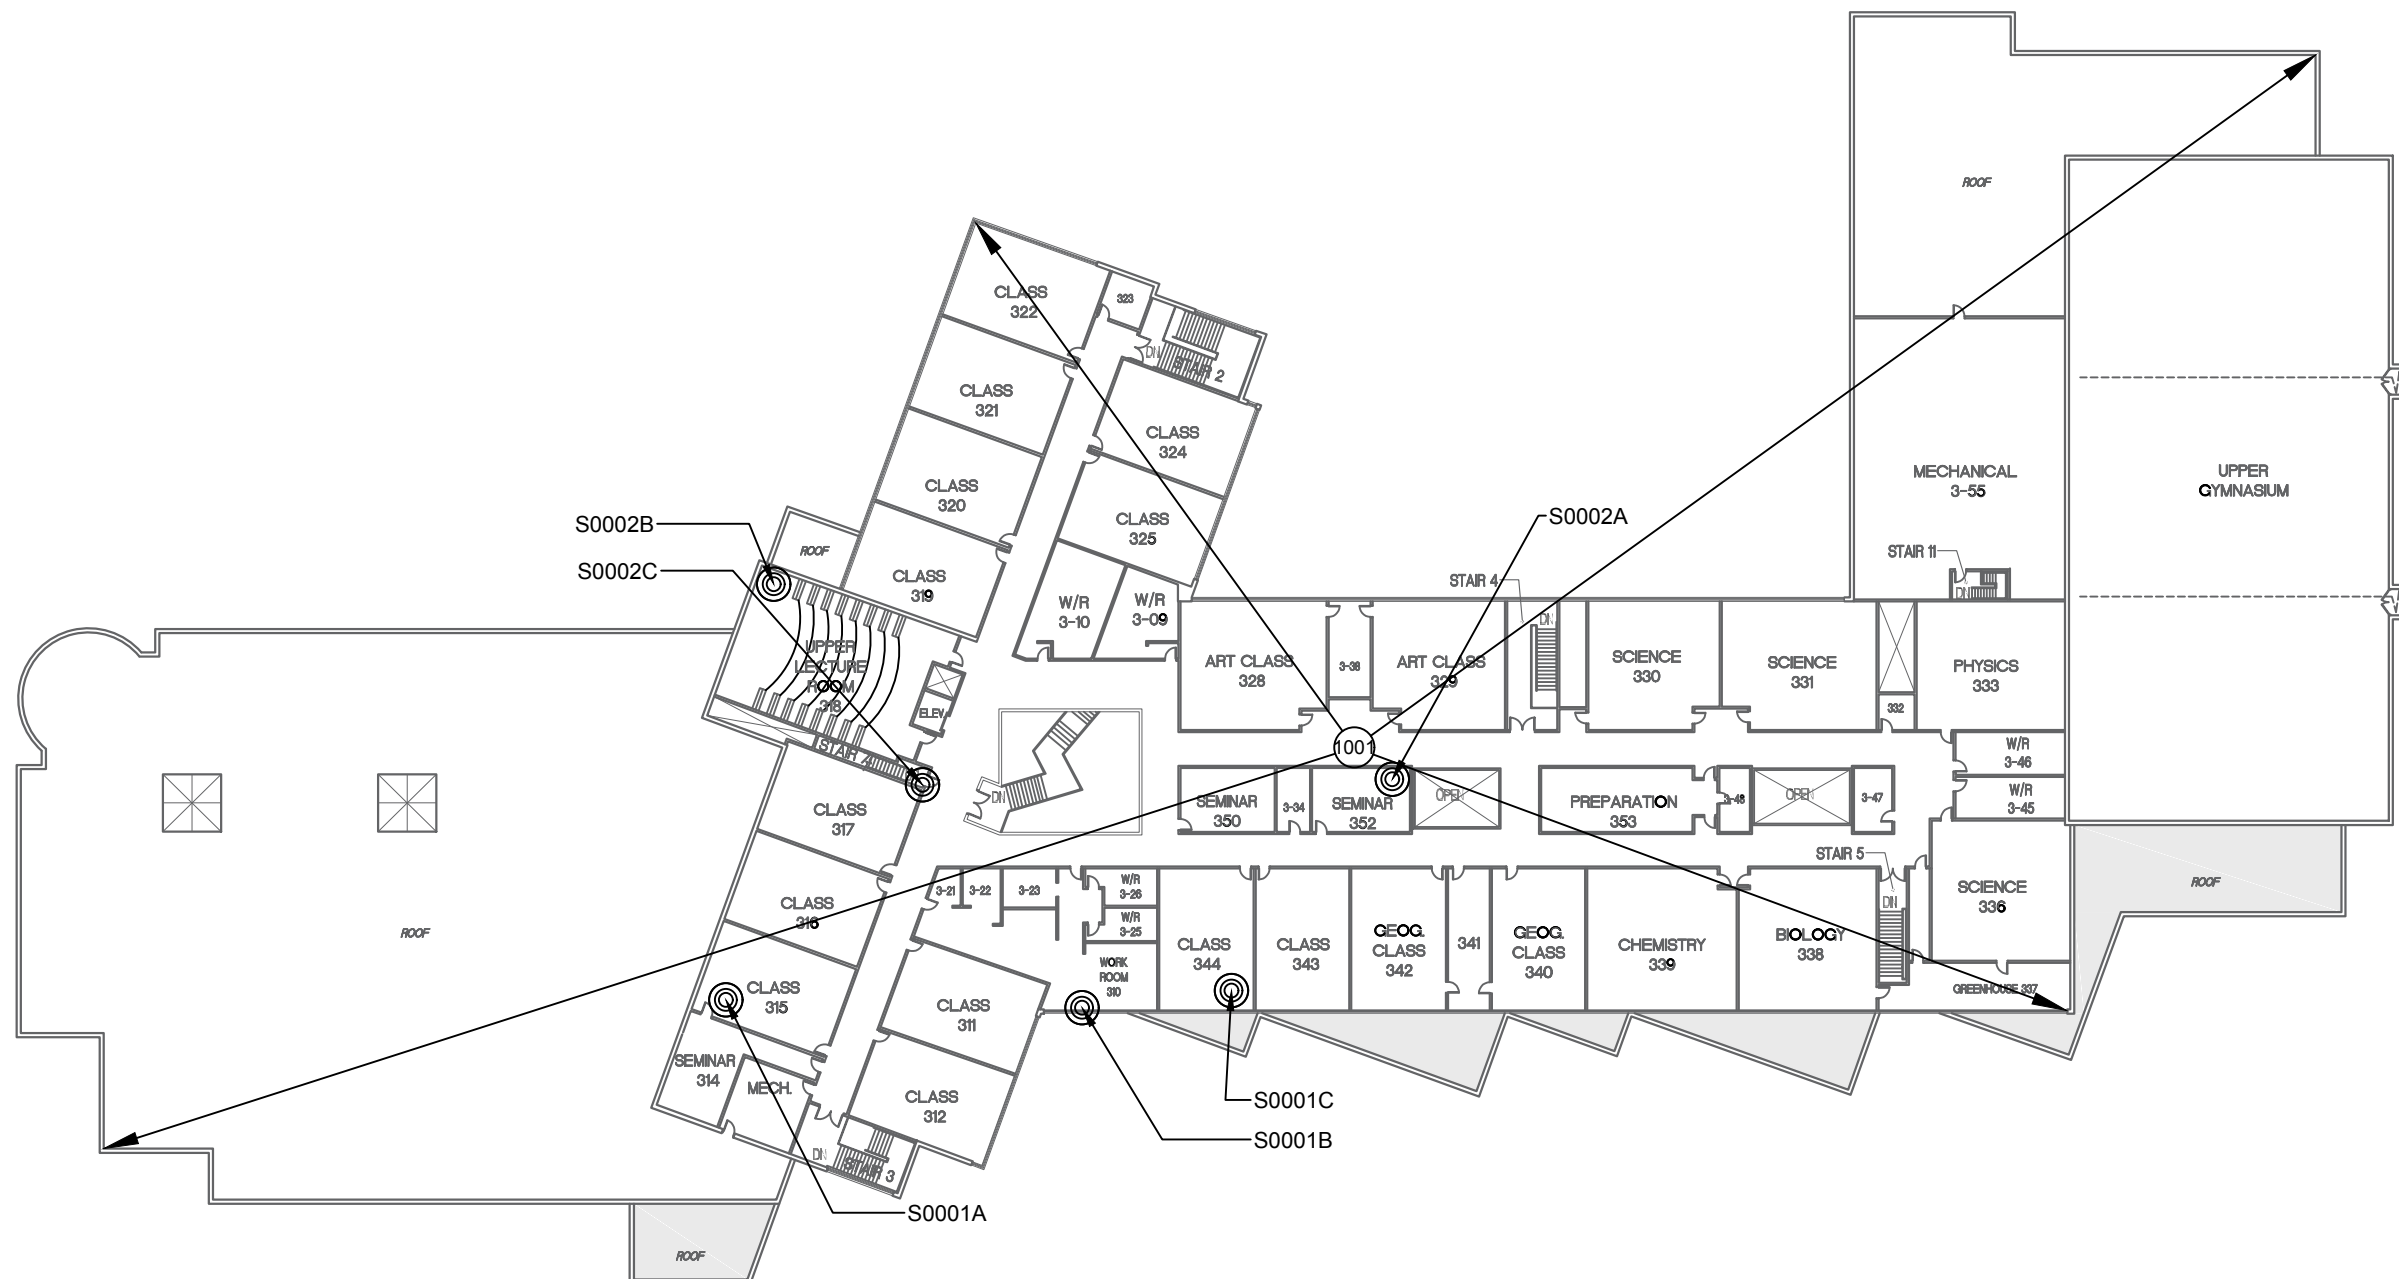 ROOF
CLASS
322
323
DN
STAIR 2
CLASS
321
CLASS
324
MECHANICAL
3-55
UPPER
GYMNASIUM
CLASS
320
CLASS
325
S0002B
S0002A
ROOF
STAIR 11
S0002C
CLASS
319
STAIR 4
DN
W/R
3-10
W/R
3-09
DN
UPPER
LECTURE
ROOM
318
ART CLASS
328
3-38
ART CLASS
329
SCIENCE
330
SCIENCE
331
PHYSICS
333
332
ELEV.
STAIR
1001
W/R
3-46
DN
SEMINAR
350
3-34
SEMINAR
352
OPEN
PREPARATION
353
3-48
OPEN
3-47
W/R
3-45
CLASS
317
STAIR 5
3-21
3-22
3-23
W/R
3-26
DN
SCIENCE
336
ROOF
CLASS
316
W/R
3-25
ROOF
CLASS
344
CLASS
343
GEOG.
CLASS
342
341
GEOG.
CLASS
340
CHEMISTRY
339
BIOLOGY
338
WORK
ROOM
310
GREENHOUSE 337
CLASS
315
CLASS
311
SEMINAR
314
MECH.
CLASS
312
S0001C
S0001B
DN
STAIR 3
S0001A
ROOF